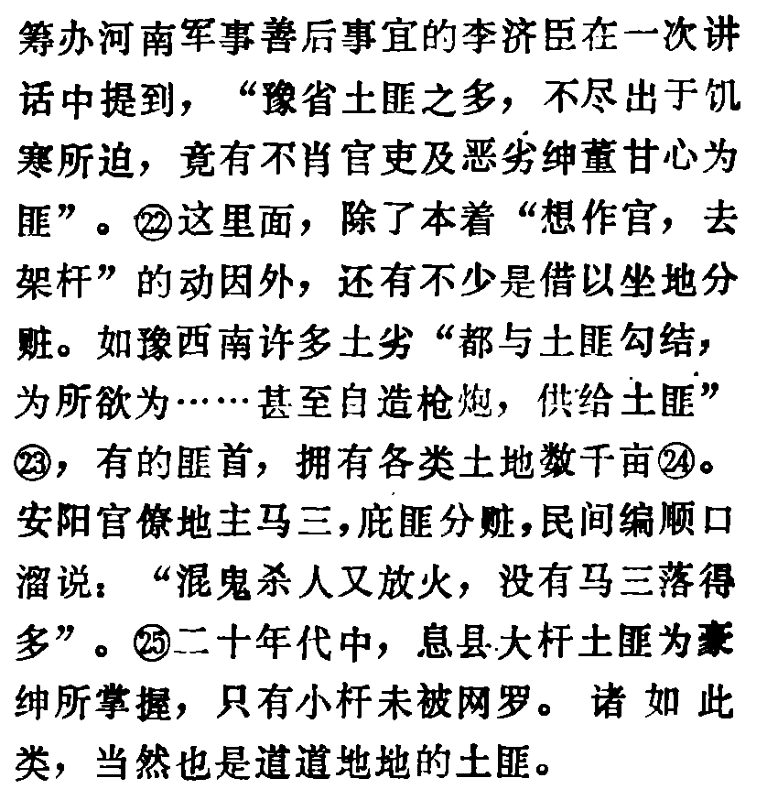 筹办河南军事善后事宜的李济臣在一次讲
话中提到，“豫省土匪之多，不尽出于饥
寒所迫，竟有不肖官吏及恶劣绅董甘心为
匪”。㉒这里面，除了本着“想作官，去
架杆”的动因外，还有不少是借以坐地分
赃。如豫西南许多土劣“都与土匪勾结，
为所欲为……甚至自造枪炮，供给土匪”
㉓，有的匪首，拥有各类土地数千亩㉔。
安阳官僚地主马三，庇匪分赃，民间编顺口
溜说：“混鬼杀人又放火，没有马三落得
多”。㉕二十年代中，息县大杆土匪为豪
绅所掌握，只有小杆未被网罗。诸如此
类，当然也是道道地地的土匪。